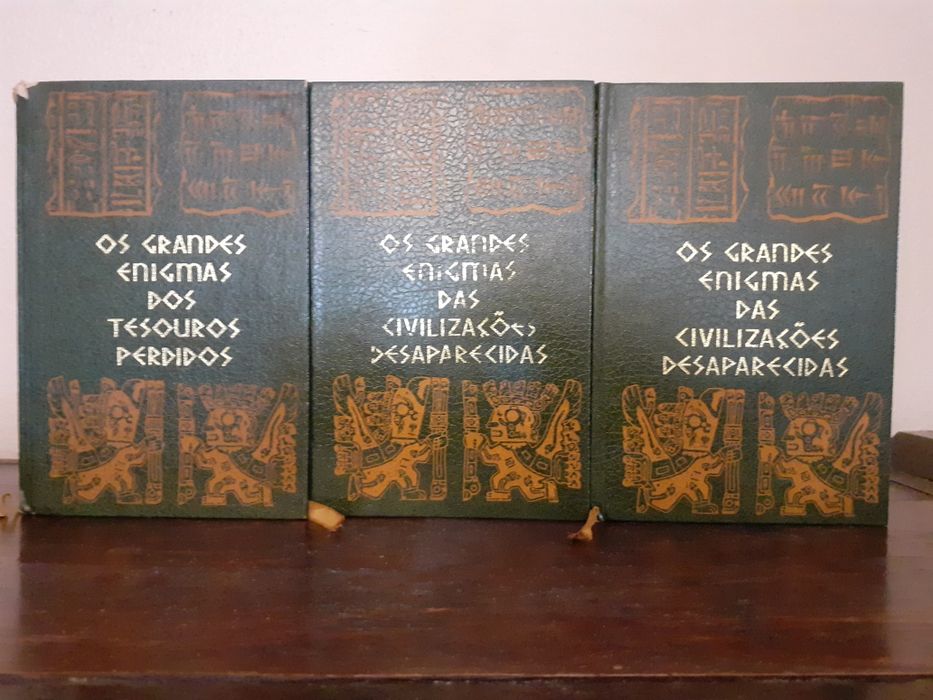 OS GRANDES
ENIGMAS
DOS
TESOUROS
PERDIDOS
OS GRANDES
ENIGMAS
DAS
CIVILIZAÇÕES
DESAPARECIDAS
OS GRANDES
ENIGMAS
DAS
CIVILIZAÇÕES
DESAPARECIDAS